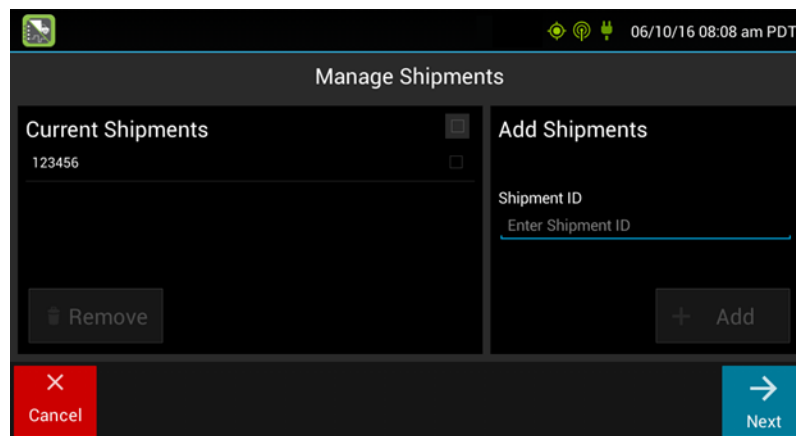 06/10/16 08:08 am PDT
Manage Shipments
Current Shipments
123456
Remove
Add Shipments
Shipment ID
Enter Shipment ID
+ Add
Cancel
Next